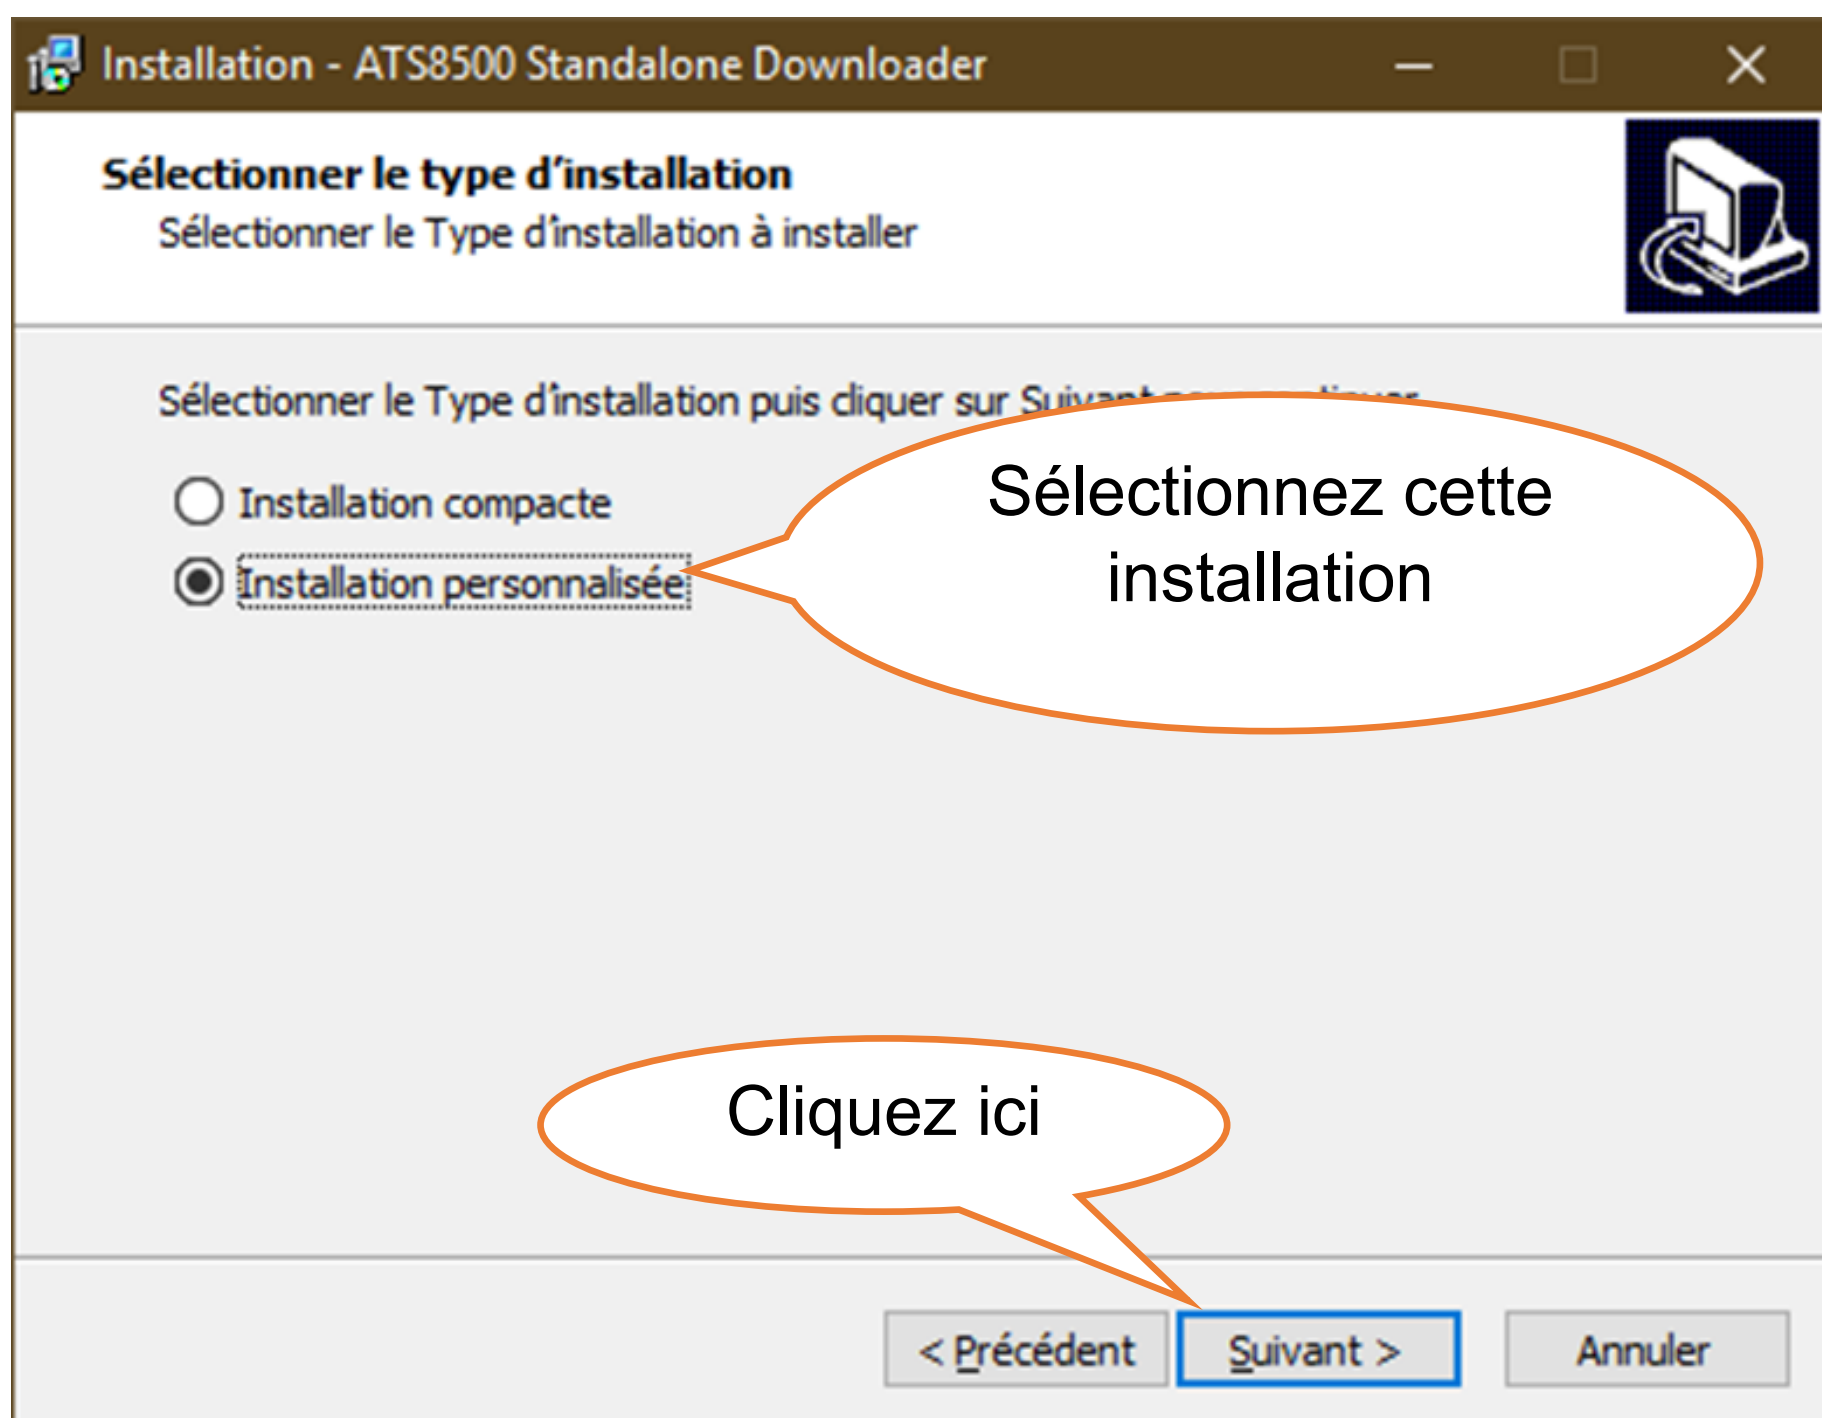 Installation - ATS8500 Standalone Downloader
Sélectionner le type d'installation
Sélectionner le Type d'installation à installer
Sélectionner le Type d'installation puis cliquer sur Suivant
Installation compacte
Installation personnalisée
Sélectionnez cette
installation
Cliquez ici
< Précédent
Suivant >
Annuler